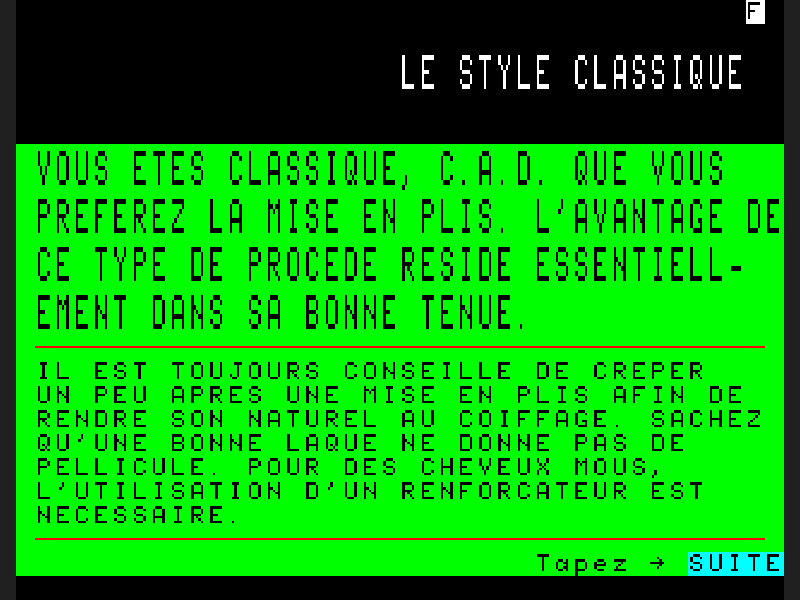 F
LE STYLE CLASSIQUE
VOUS ETES CLASSIQUE, C.A.D. QUE VOUS
PREFEREZ LA MISE EN PLIS. L'AVANTAGE DE
CE TYPE DE PROCEDE RESIDE ESSENTIELL-
EMENT DANS SA BONNE TENUE.
IL EST TOUJOURS CONSEILLE DE CREPER
UN PEU APRES UNE MISE EN PLIS AFIN DE
RENDRE SON NATUREL AU COIFFAGE. SACHEZ
QU'UNE BONNE LAQUE NE DONNE PAS DE
PELLICULE. POUR DES CHEVEUX MOUS,
L'UTILISATION D'UN RENFORCATEUR EST
NECESSAIRE.
Tapez → SUITE